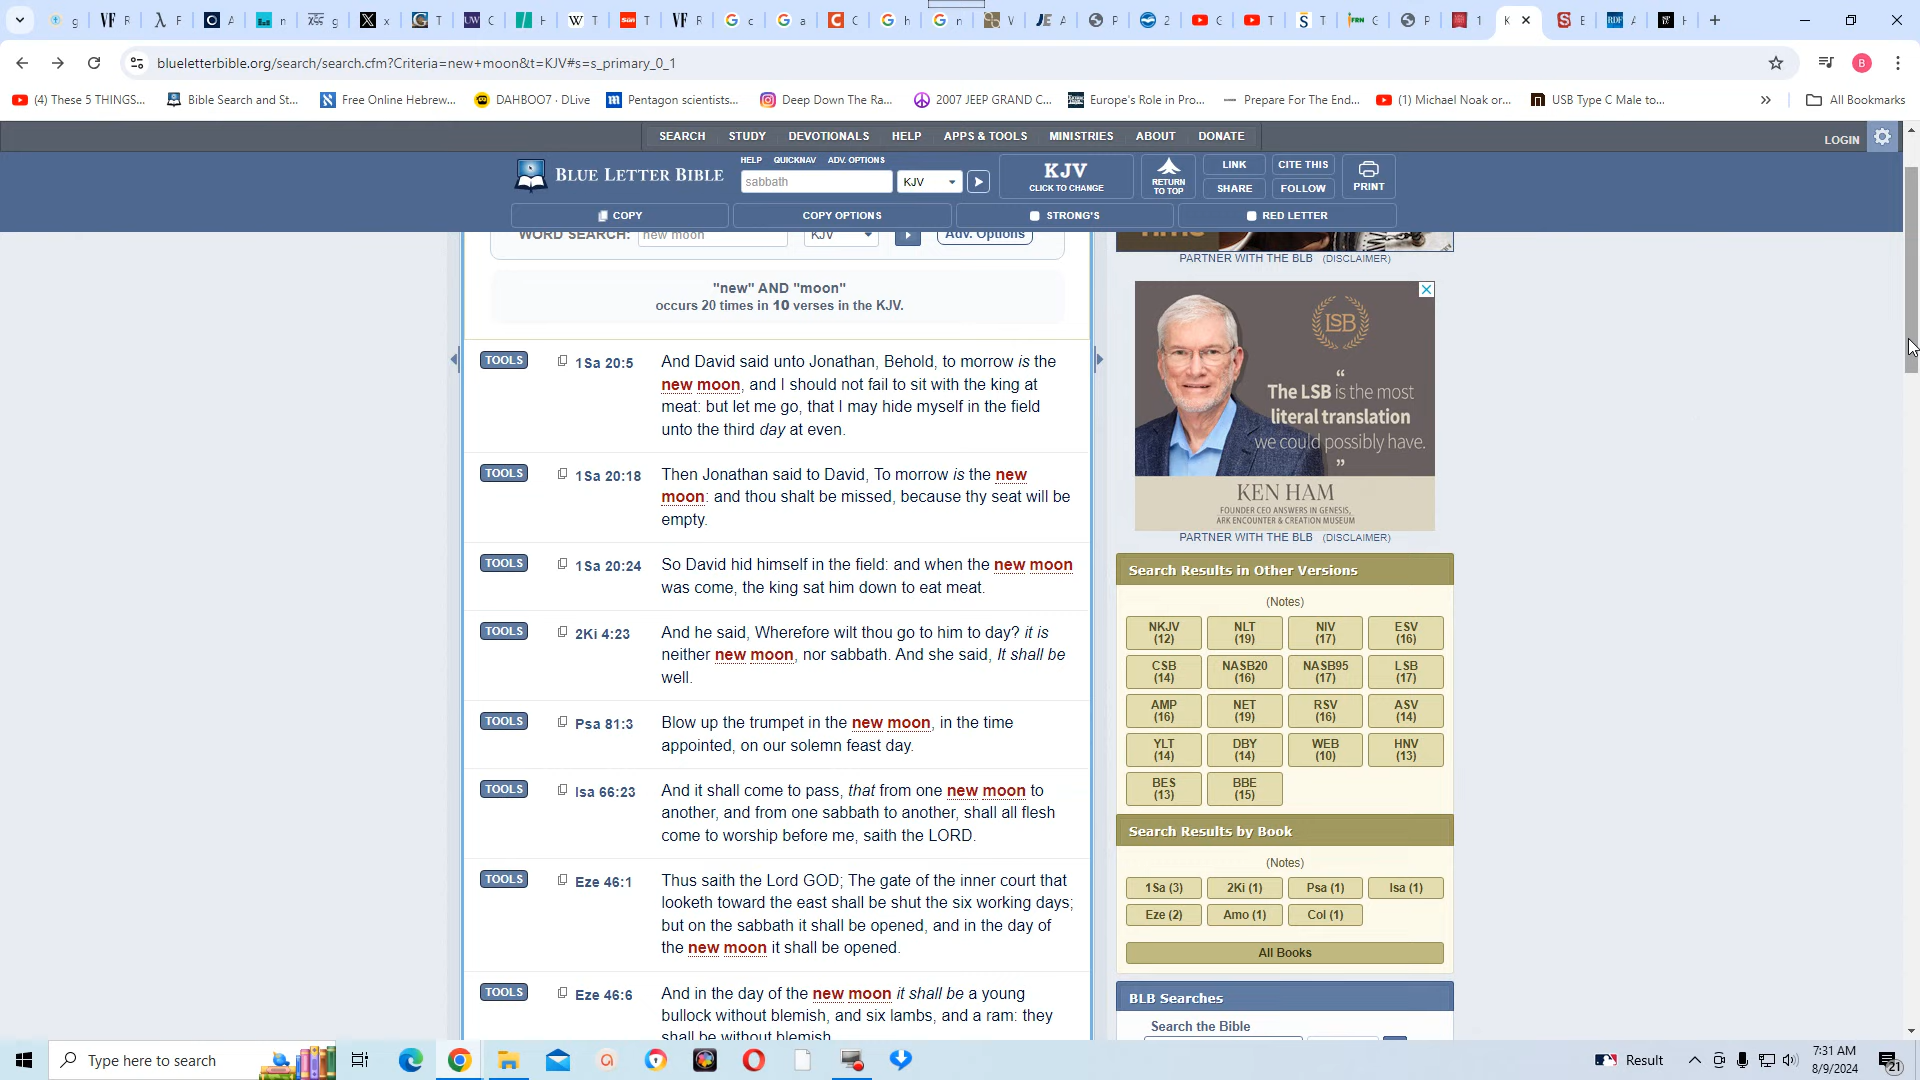 g
VF R
F
A
n
g
X x
T
UW C
H
W T
Sun T
VF R
G c
G a
C C
G h
G n
V
JE A
P
2
G
T
S T
FRN G
P
1
K
S E
RDF A
H
blueletterbible.org/search/search.cfm?Criteria=new+moon&t=KJV#s=s_primary_0_1
B
(4) These 5 THINGS...
Bible Search and St...
Free Online Hebrew...
DAHBOO7 · DLive
Pentagon scientists...
Deep Down The Ra...
2007 JEEP GRAND C...
Europe's Role in Pro...
Prepare For The End...
(1) Michael Noak or...
USB Type C Male to...
»
All Bookmarks
SEARCH STUDY DEVOTIONALS HELP APPS & TOOLS MINISTRIES ABOUT DONATE
LOGIN
HELP QUICKNAV ADV. OPTIONS
BLUE LETTER BIBLE
sabbath
KJV
KJV
CLICK TO CHANGE
RETURN
TO TOP
LINK
CITE THIS
SHARE
FOLLOW
PRINT
COPY
COPY OPTIONS
STRONG'S
RED LETTER
WORD SEARCH: new moon KJV Adv. Options
"new" AND "moon"
occurs 20 times in 10 verses in the KJV.
TOOLS 1Sa 20:5 And David said unto Jonathan, Behold, to morrow is the
new moon, and I should not fail to sit with the king at
meat: but let me go, that I may hide myself in the field
unto the third day at even.
TOOLS 1Sa 20:18 Then Jonathan said to David, To morrow is the new
moon: and thou shalt be missed, because thy seat will be
empty.
TOOLS 1Sa 20:24 So David hid himself in the field: and when the new moon
was come, the king sat him down to eat meat.
TOOLS 2Ki 4:23 And he said, Wherefore wilt thou go to him to day? it is
neither new moon, nor sabbath. And she said, It shall be
well.
TOOLS Psa 81:3 Blow up the trumpet in the new moon, in the time
appointed, on our solemn feast day.
TOOLS Isa 66:23 And it shall come to pass, that from one new moon to
another, and from one sabbath to another, shall all flesh
come to worship before me, saith the LORD.
TOOLS Eze 46:1 Thus saith the Lord GOD; The gate of the inner court that
looketh toward the east shall be shut the six working days;
but on the sabbath it shall be opened, and in the day of
the new moon it shall be opened.
TOOLS Eze 46:6 And in the day of the new moon it shall be a young
bullock without blemish, and six lambs, and a ram: they
shall be without blemish.
PARTNER WITH THE BLB (DISCLAIMER)
LSB
“
The LSB is the most
literal translation
we could possibly have.
”
KEN HAM
FOUNDER CEO ANSWERS IN GENESIS,
ARK ENCOUNTER & CREATION MUSEUM
PARTNER WITH THE BLB (DISCLAIMER)
Search Results in Other Versions
(Notes)
NKJV (12) NLT (19) NIV (17) ESV (16)
CSB (14) NASB20 (16) NASB95 (17) LSB (17)
AMP (16) NET (19) RSV (16) ASV (14)
YLT (14) DBY (14) WEB (10) HNV (13)
BES (13) BBE (15)
Search Results by Book
(Notes)
1Sa (3) 2Ki (1) Psa (1) Isa (1)
Eze (2) Amo (1) Col (1)
All Books
BLB Searches
Search the Bible
Type here to search
Result
7:31 AM
8/9/2024
21